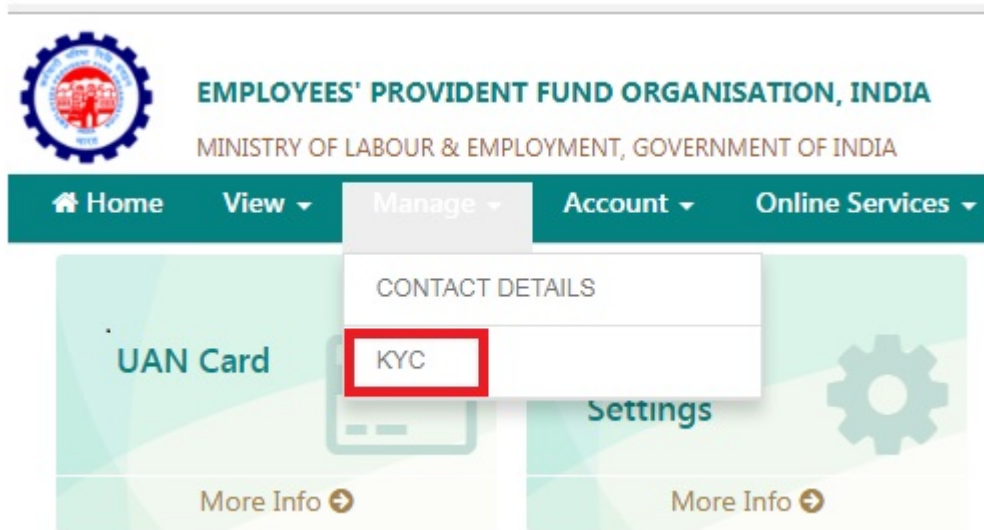 EMPLOYEES' PROVIDENT FUND ORGANISATION, INDIA
MINISTRY OF LABOUR & EMPLOYMENT, GOVERNMENT OF INDIA
Home View Manage Account Online Services
CONTACT DETAILS
KYC
UAN Card
Settings
More Info
More Info